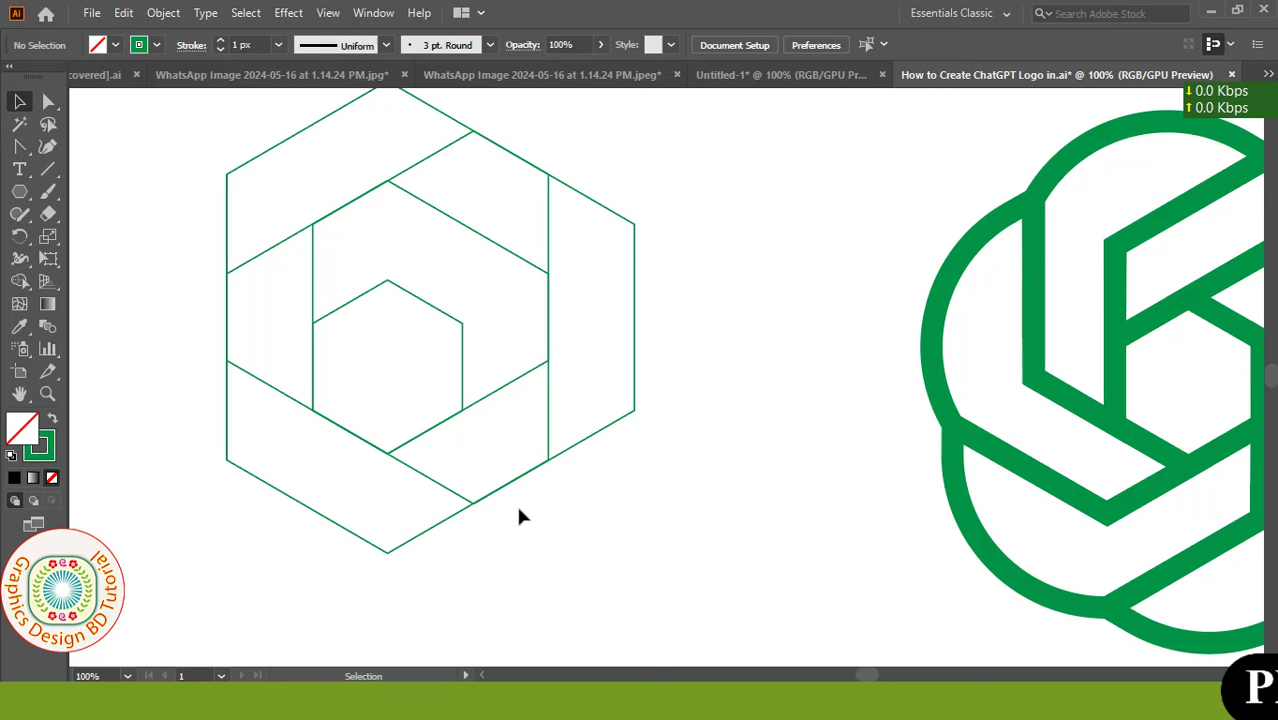 Ai File Edit Object Type Select Effect View Window Help Essentials Classic Search Adobe Stock
No Selection Stroke: 1 px Uniform 3 pt. Round Opacity: 100% Style: Document Setup Preferences
covered].ai WhatsApp Image 2024-05-16 at 1.14.24 PM.jpg* WhatsApp Image 2024-05-16 at 1.14.24 PM.jpeg* Untitled-1* @ 100% (RGB/GPU Pr... How to Create ChatGPT Logo in.ai* @ 100% (RGB/GPU Preview)
↓ 0.0 Kbps
↑ 0.0 Kbps
Graphics Design BD Tutorial
100% 1 Selection
P